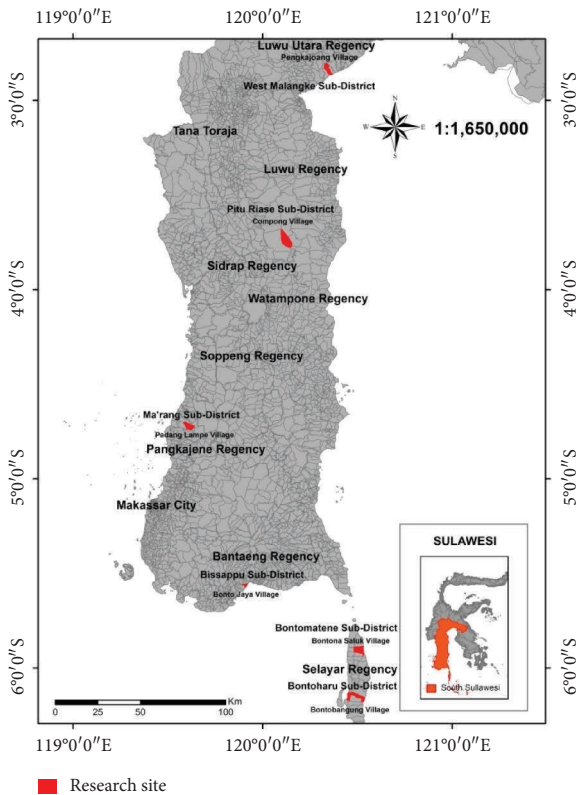 119°0′0″E 120°0′0″E 121°0′0″E
Luwu Utara Regency
Pengkajoang Village
West Malangke Sub-District
3°0′0″S
3°0′0″S
N
W E
S
1:1,650,000
Tana Toraja
Luwu Regency
Pitu Riase Sub-District
Compong Village
Sidrap Regency
4°0′0″S
4°0′0″S
Watampone Regency
Soppeng Regency
Ma'rang Sub-District
Padang Lampe Village
Pangkajene Regency
5°0′0″S
5°0′0″S
Makassar City
Bantaeng Regency
Bissappu Sub-District
Bonto Jaya Village
SULAWESI
South Sullawesi
Bontomatene Sub-District
Bontona Saluk Village
Selayar Regency
6°0′0″S
6°0′0″S
Bontoharu Sub-District
Bontobangung Village
Km
0 25 50 100
119°0′0″E 120°0′0″E 121°0′0″E
Research site